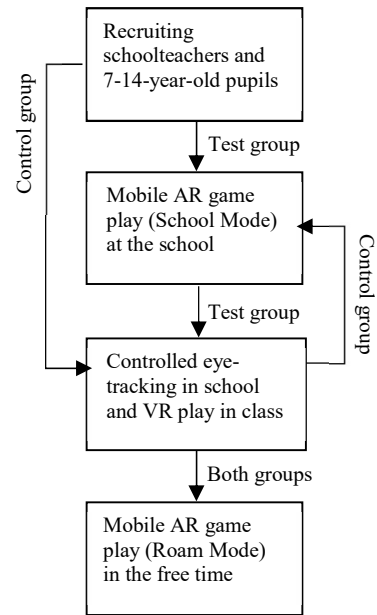 Recruiting
schoolteachers and
7-14-year-old pupils
Control group
Test group
Mobile AR game
play (School Mode)
at the school
Control group
Test group
Controlled eye-
tracking in school
and VR play in class
Both groups
Mobile AR game
play (Roam Mode)
in the free time